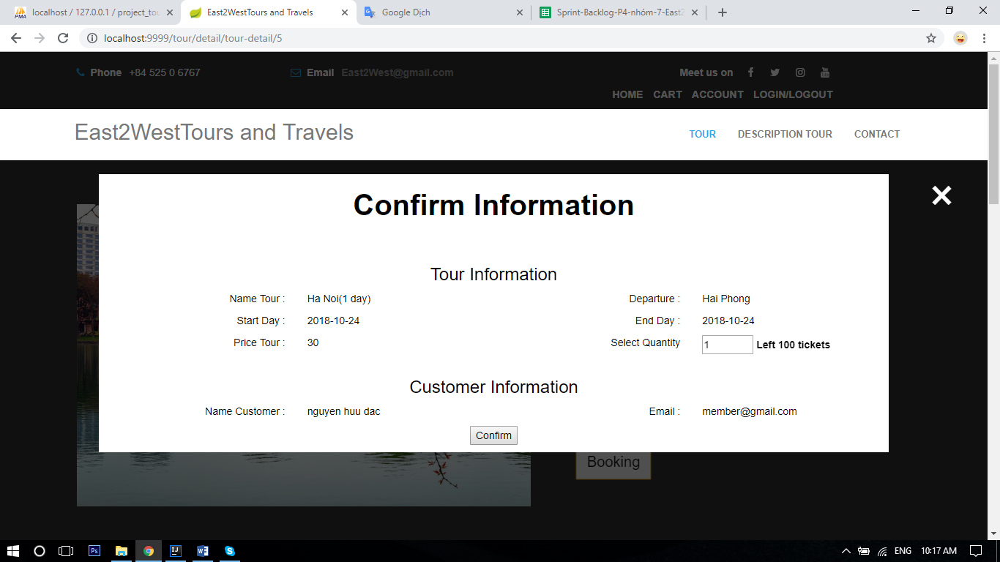 localhost / 127.0.0.1 / project_tou
East2WestTours and Travels
Google Dịch
Sprint-Backlog-P4-nhóm-7-East2
localhost:9999/tour/detail/tour-detail/5
Phone +84 525 0 6767
Email East2West@gmail.com
Meet us on
HOME CART ACCOUNT LOGIN/LOGOUT
East2WestTours and Travels
TOUR DESCRIPTION TOUR CONTACT
Confirm Information
Tour Information
Name Tour : Ha Noi(1 day) Departure : Hai Phong
Start Day : 2018-10-24 End Day : 2018-10-24
Price Tour : 30 Select Quantity 1 Left 100 tickets
Customer Information
Name Customer : nguyen huu dac Email : member@gmail.com
Confirm
Booking
ENG 10:17 AM